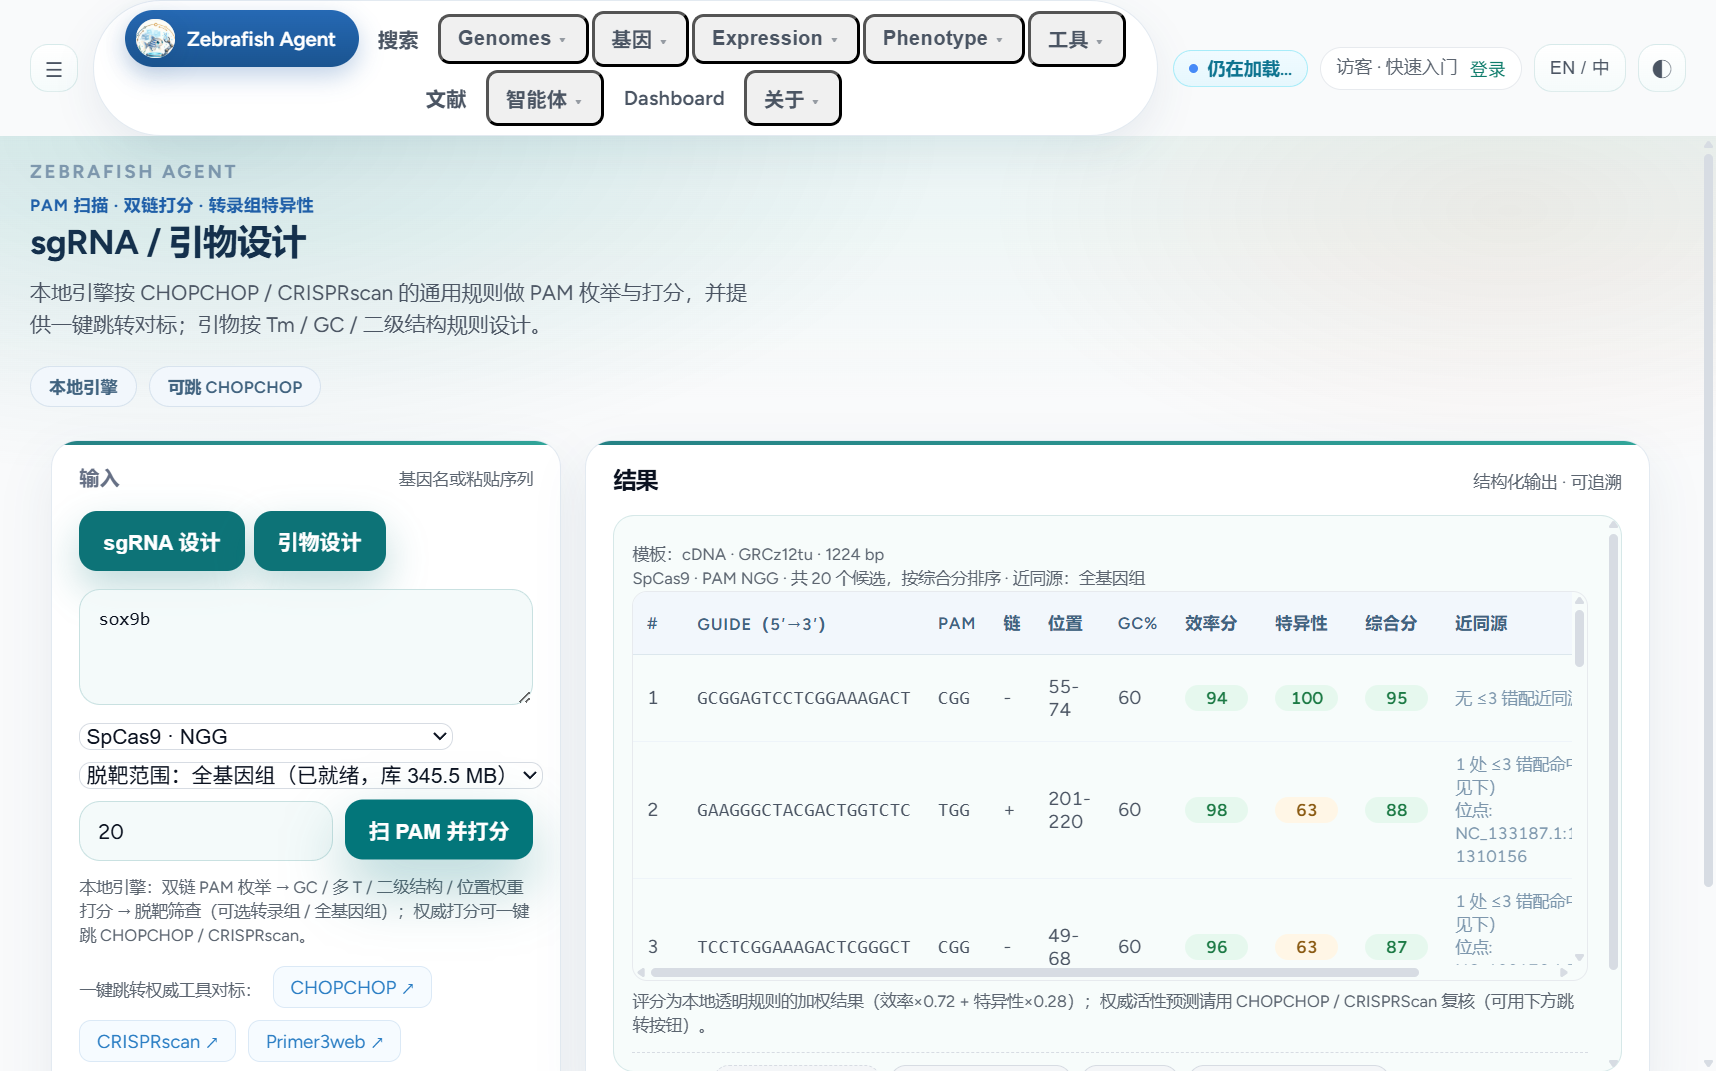 Zebrafish Agent
搜索
Genomes
基因
Expression
Phenotype
工具
文献
智能体
Dashboard
关于
仍在加载...
访客 · 快速入门 登录
EN / 中
ZEBRAFISH AGENT
PAM 扫描 · 双链打分 · 转录组特异性
sgRNA / 引物设计
本地引擎按 CHOPCHOP / CRISPRscan 的通用规则做 PAM 枚举与打分，并提
供一键跳转对标；引物按 Tm / GC / 二级结构规则设计。
本地引擎
可跳 CHOPCHOP
输入
基因名或粘贴序列
sgRNA 设计
引物设计
sox9b
SpCas9 · NGG
脱靶范围：全基因组（已就绪，库 345.5 MB）
20
扫 PAM 并打分
本地引擎：双链 PAM 枚举 → GC / 多 T / 二级结构 / 位置权重
打分 → 脱靶筛查（可选转录组 / 全基因组）；权威打分可一键
跳 CHOPCHOP / CRISPRscan。
一键跳转权威工具对标：
CHOPCHOP ↗
CRISPRscan ↗
Primer3web ↗
结果
结构化输出 · 可追溯
模板：cDNA · GRCz12tu · 1224 bp
SpCas9 · PAM NGG · 共 20 个候选，按综合分排序 · 近同源：全基因组
# GUIDE (5'→3') PAM 链 位置 GC% 效率分 特异性 综合分 近同源
1 GCGGAGTCCTCGGAAAGACT CGG - 55-74 60 94 100 95 无 ≤3 错配近同
2 GAAGGGCTACGACTGGTCTC TGG + 201-220 60 98 63 88 1 处 ≤3 错配命
见下)
位点:
NC_133187.1:
1310156
3 TCCTCGGAAAGACTCGGGCT CGG - 49-68 60 96 63 87 1 处 ≤3 错配命
见下)
位点:
评分为本地透明规则的加权结果（效率×0.72 + 特异性×0.28）；权威活性预测请用 CHOPCHOP / CRISPRScan 复核（可用下方跳
转按钮）。